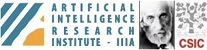 ARTIFICIAL
INTELLIGENCE
RESEARCH
INSTITUTE - IIIA
CSIC